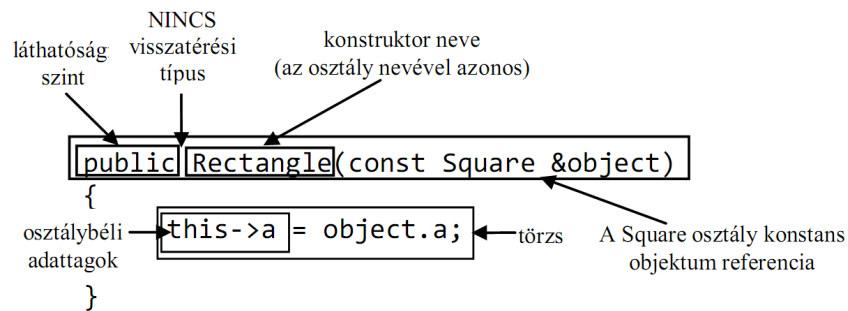 NINCS
visszatérési
típus
láthatóság
szint
konstruktor neve
(az osztály nevével azonos)
public Rectangle(const Square &object)
{
osztálybéli
adattagok
this->a = object.a;
törzs
A Square osztály konstans
objektum referencia
}